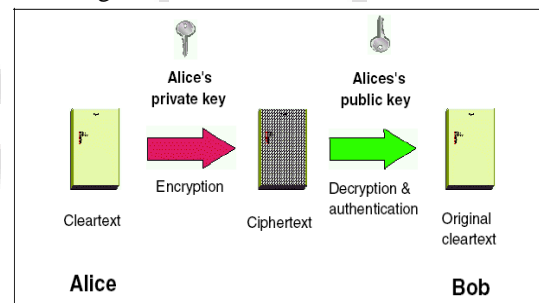 Alice's
private key
Alices's
public key
Encryption
Decryption &
authentication
Cleartext
Ciphertext
Original
cleartext
Alice
Bob